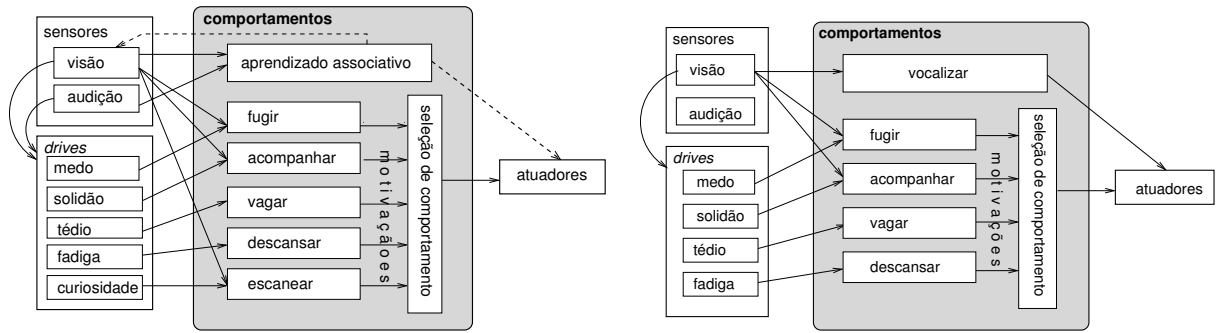 comportamentos
sensores
visão
audição
aprendizado associativo
drives
medo
solidão
tédio
fadiga
curiosidade
fugir
acompanhar
vagar
descansar
escanear
motivaçãoes
seleção de comportamento
atuadores
comportamentos
sensores
visão
audição
vocalizar
drives
medo
solidão
tédio
fadiga
fugir
acompanhar
vagar
descansar
motivações
seleção de comportamento
atuadores